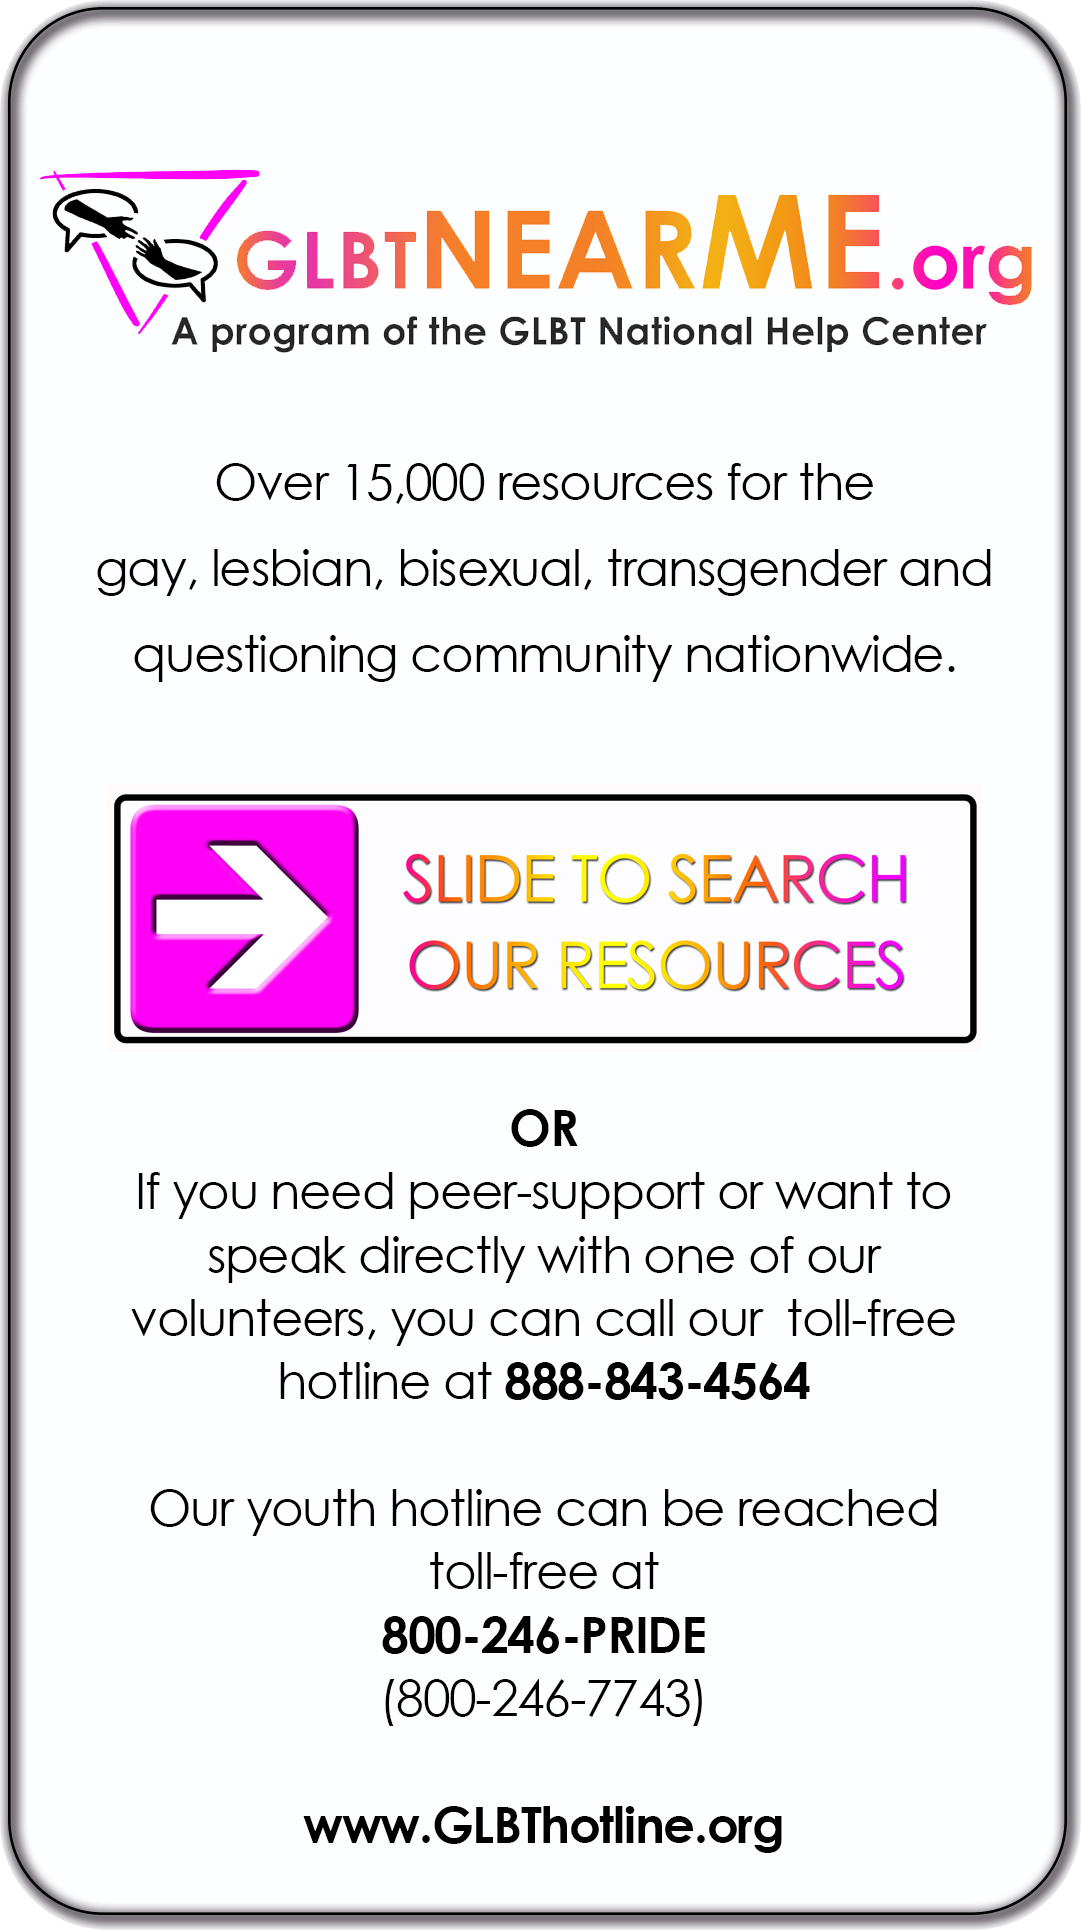 GLBTNEARME.org
A program of the GLBT National Help Center
Over 15,000 resources for the
gay, lesbian, bisexual, transgender and
questioning community nationwide.
SLIDE TO SEARCH
OUR RESOURCES
OR
If you need peer-support or want to
speak directly with one of our
volunteers, you can call our  toll-free
hotline at 888-843-4564
Our youth hotline can be reached
toll-free at
800-246-PRIDE
(800-246-7743)
www.GLBThotline.org